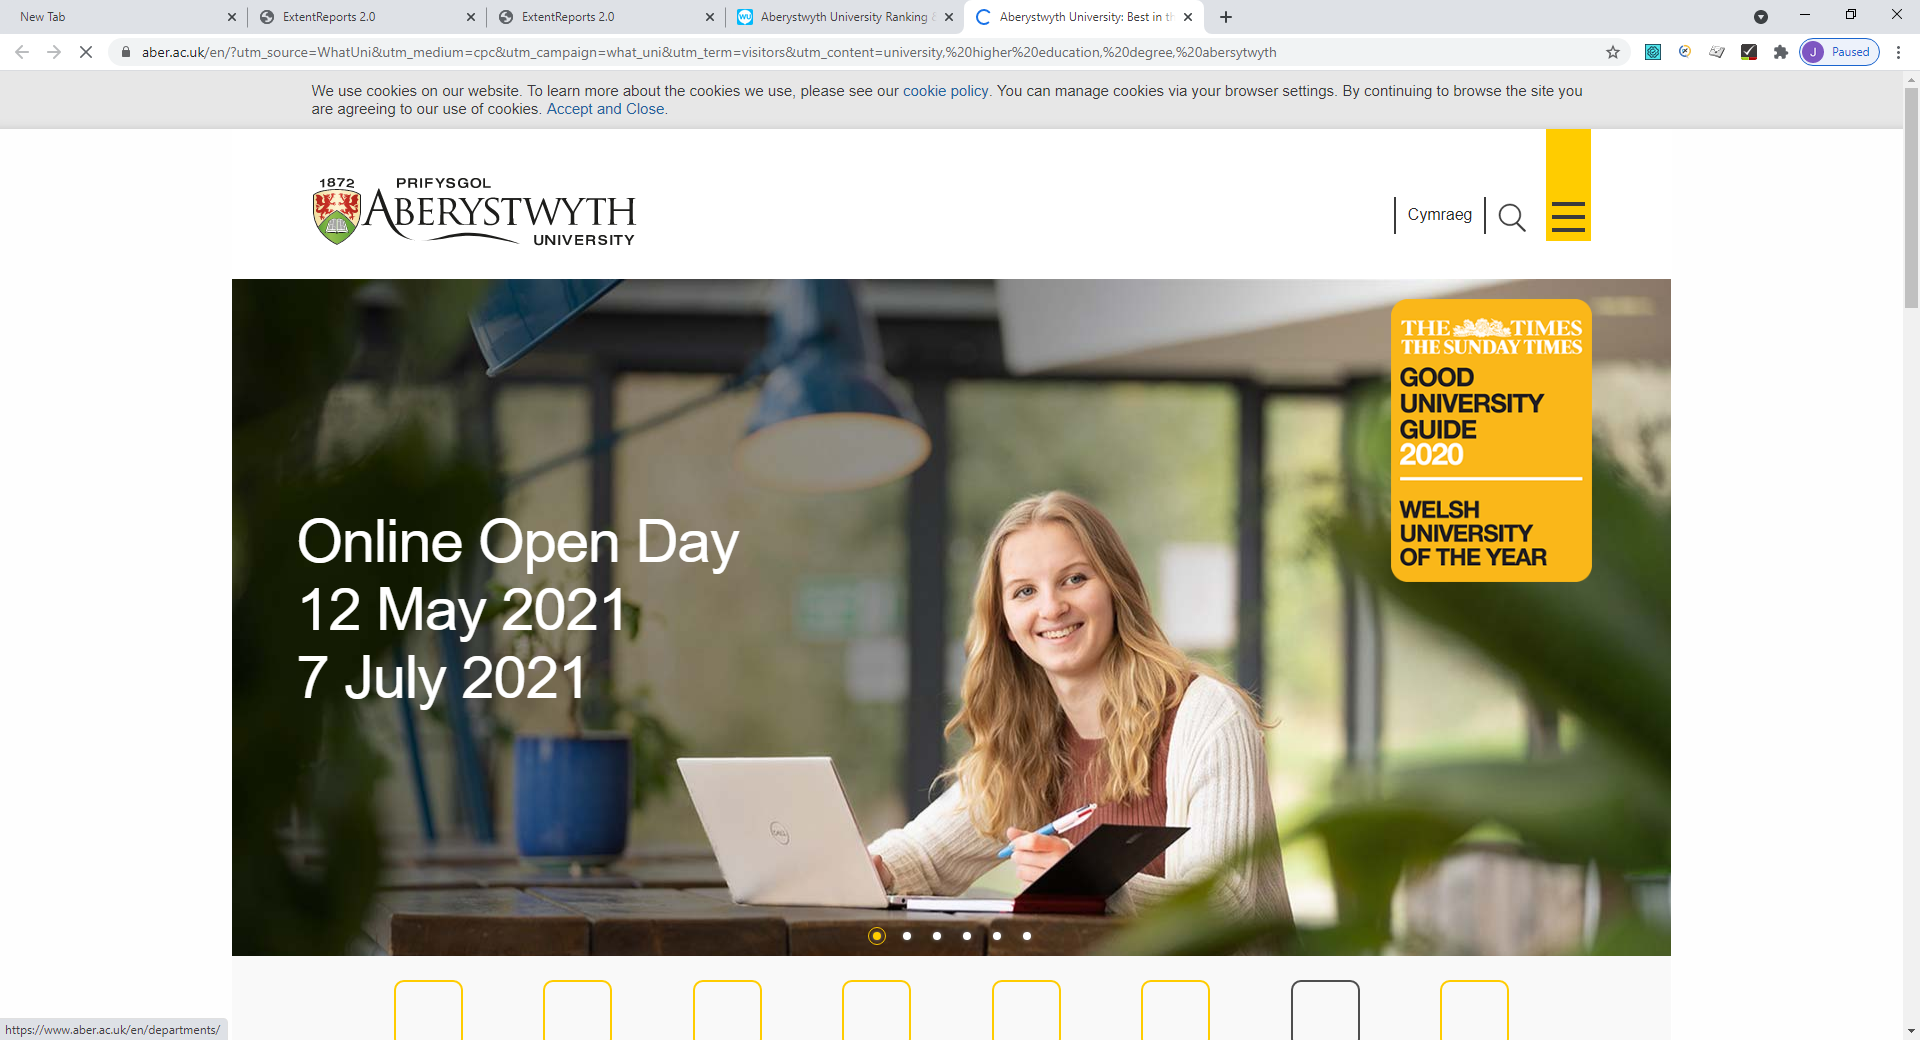 New Tab
ExtentReports 2.0
ExtentReports 2.0
Aberystwyth University Ranking
Aberystwyth University: Best in
aber.ac.uk/en/?utm_source=WhatUni&utm_medium=cpc&utm_campaign=what_uni&utm_term=visitors&utm_content=university,%20higher%20education,%20degree,%20abersytwyth
J Paused
We use cookies on our website. To learn more about the cookies we use, please see our cookie policy. You can manage cookies via your browser settings. By continuing to browse the site you
are agreeing to our use of cookies. Accept and Close.
1872 PRIFYSGOL
ABERYSTWYTH
UNIVERSITY
Cymraeg
THE TIMES
THE SUNDAY TIMES
GOOD
UNIVERSITY
GUIDE
2020
WELSH
UNIVERSITY
OF THE YEAR
Online Open Day
12 May 2021
7 July 2021
DELL
https://www.aber.ac.uk/en/departments/